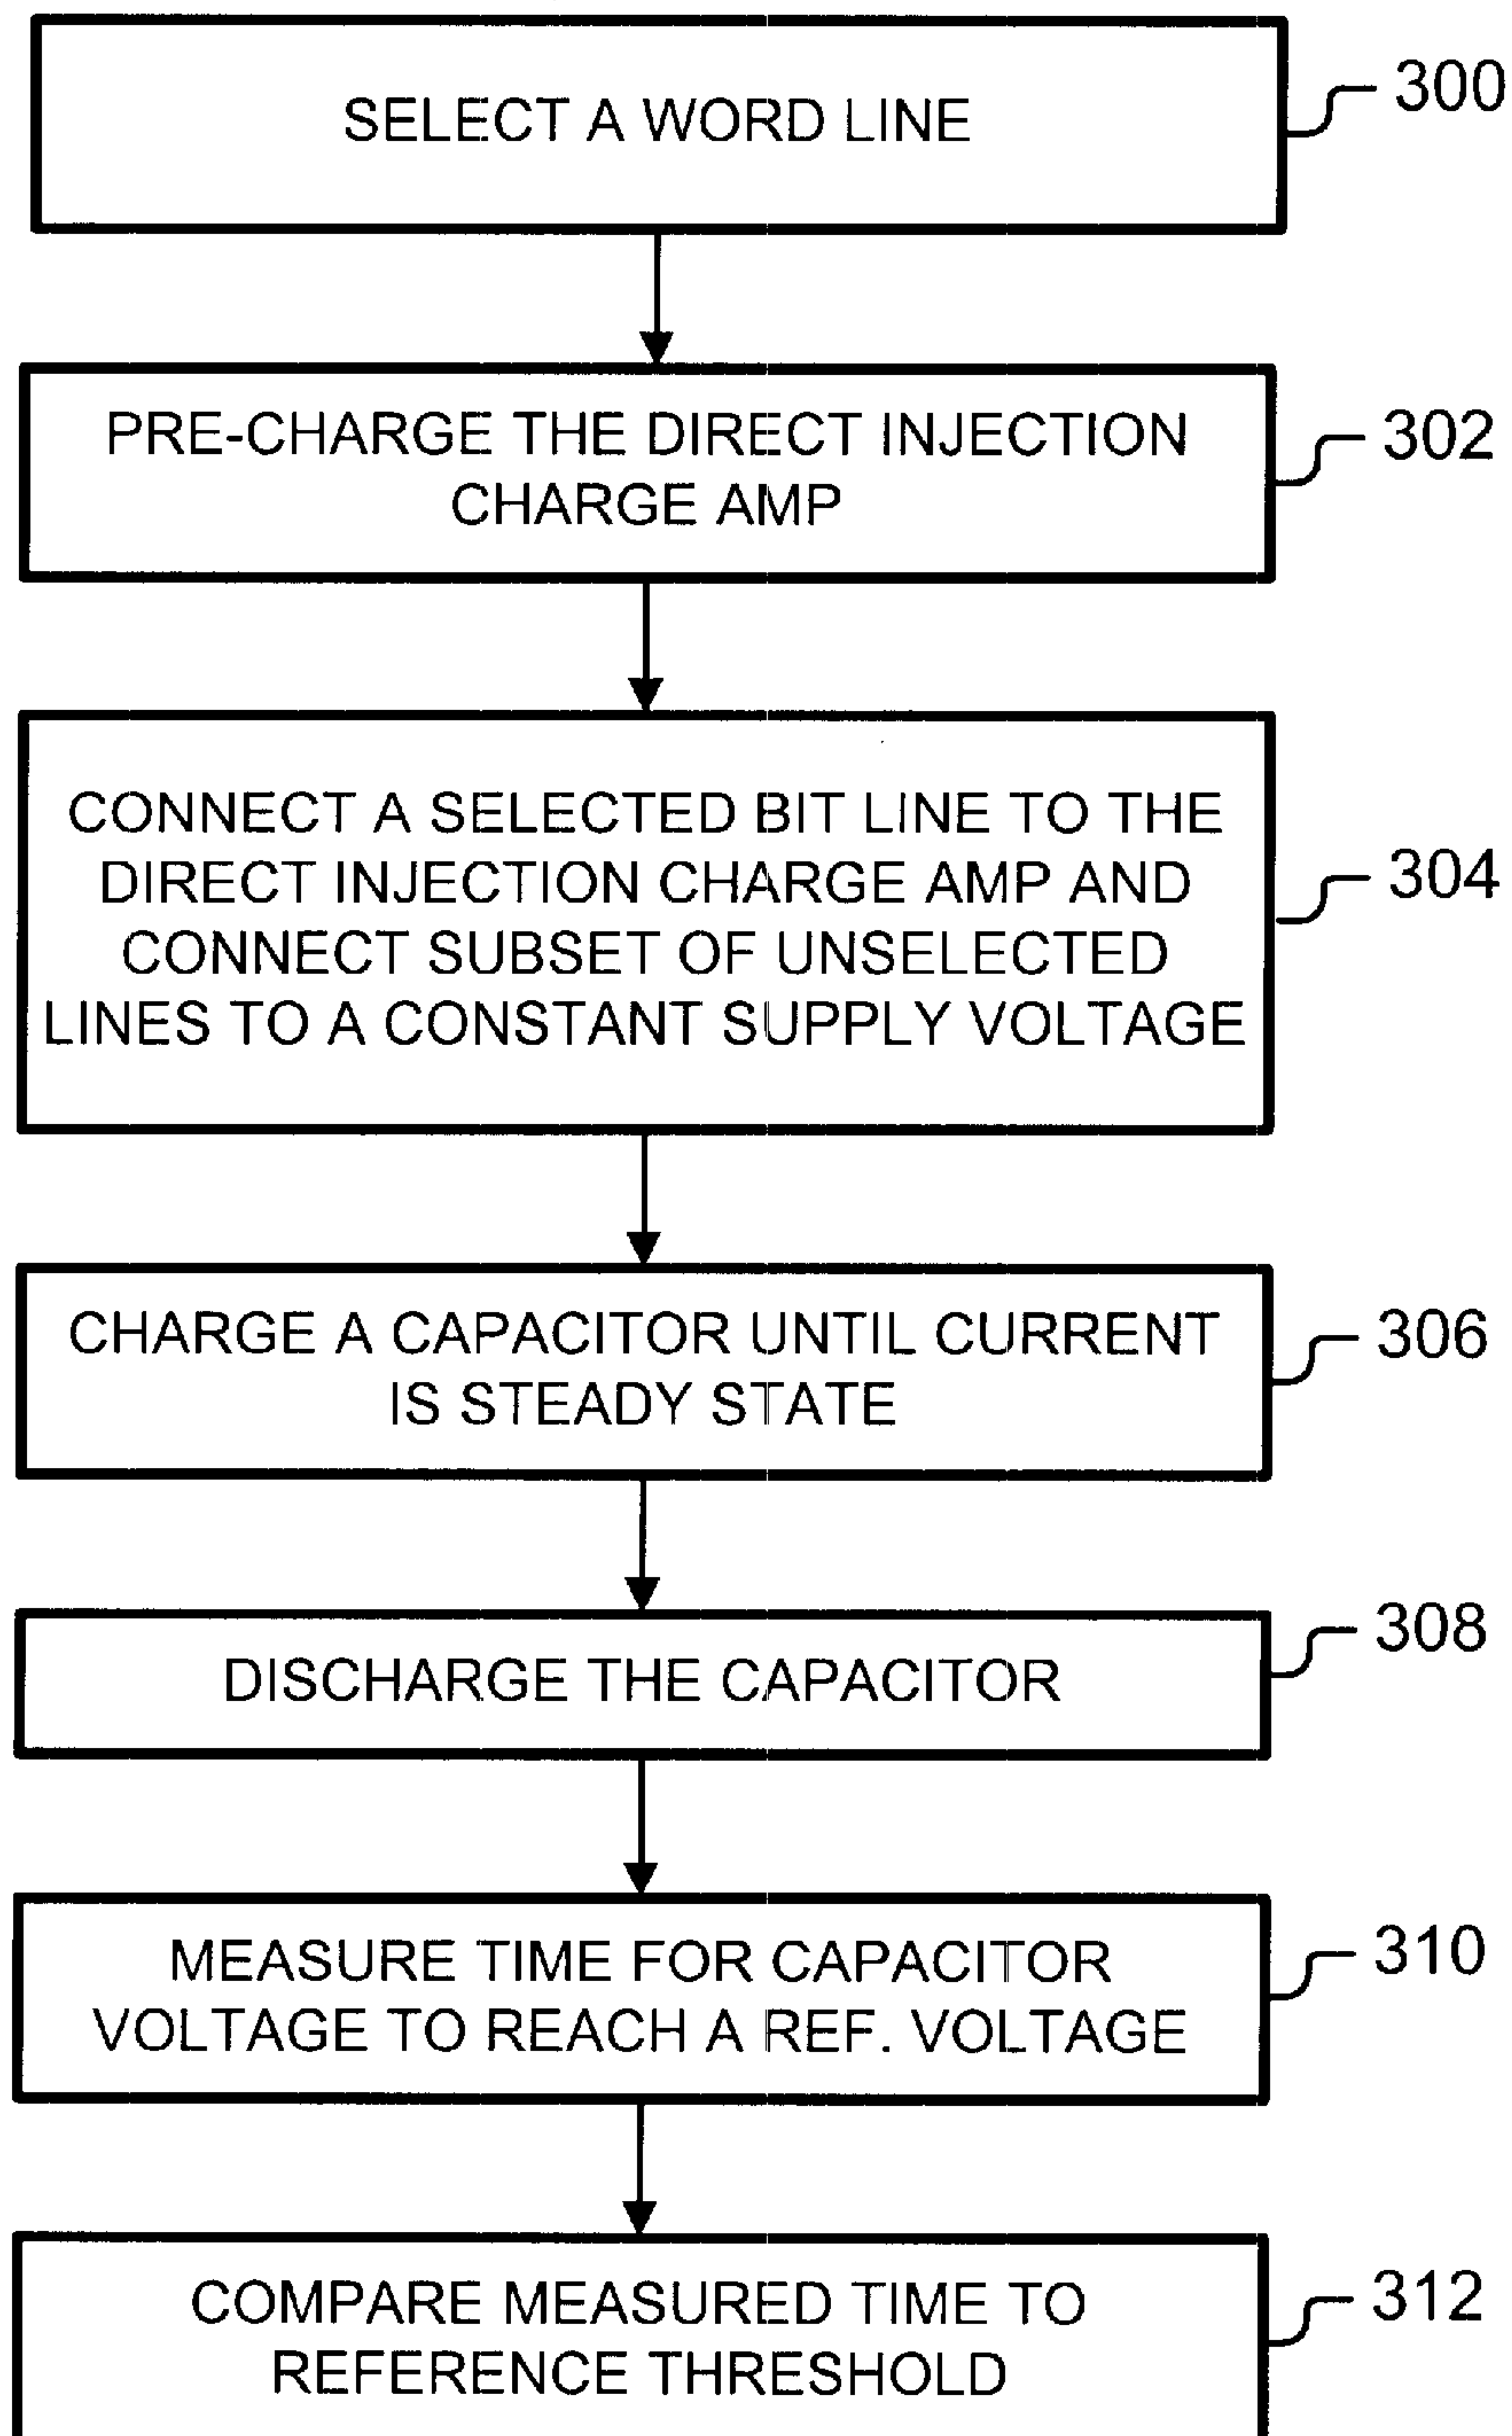 SELECT A WORD LINE
300
PRE-CHARGE THE DIRECT INJECTION
CHARGE AMP
302
CONNECT A SELECTED BIT LINE TO THE
DIRECT INJECTION CHARGE AMP AND
CONNECT SUBSET OF UNSELECTED
LINES TO A CONSTANT SUPPLY VOLTAGE
304
CHARGE A CAPACITOR UNTIL CURRENT
IS STEADY STATE
306
DISCHARGE THE CAPACITOR
308
MEASURE TIME FOR CAPACITOR
VOLTAGE TO REACH A REF. VOLTAGE
310
COMPARE MEASURED TIME TO
REFERENCE THRESHOLD
312